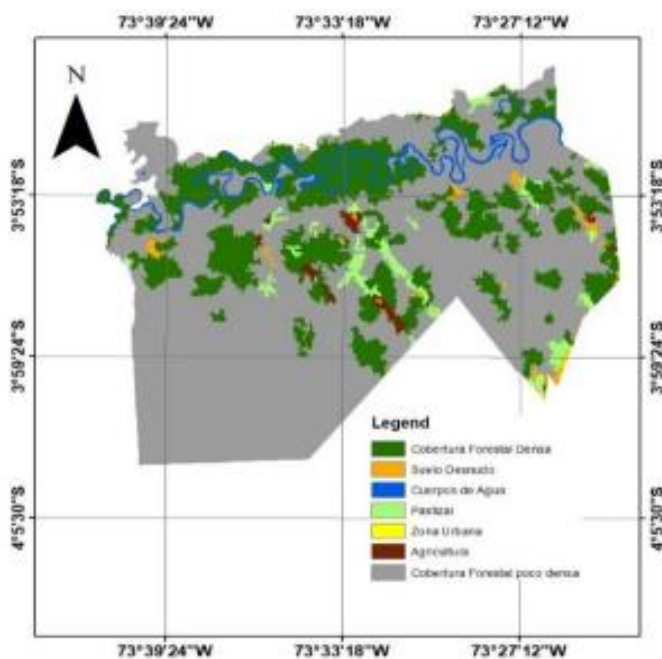 73°39'24"W 73°33'18"W 73°27'12"W
N
3°53'18"S 3°53'18"S
3°59'24"S 3°59'24"S
Legend
Cobertura Forestal Densa
Suelo Desnudo
Cuerpos de Agua
Pastizal
Zona Urbana
Agricultura
Cobertura Forestal poco densa
4°5'30"S 4°5'30"S
73°39'24"W 73°33'18"W 73°27'12"W